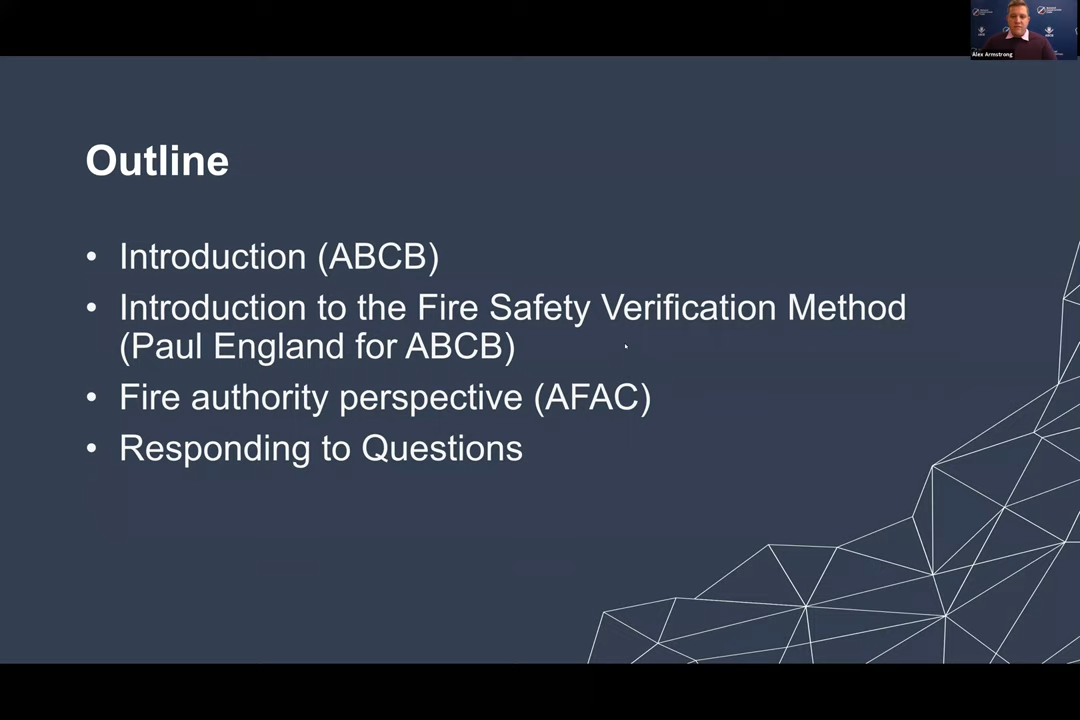 Alex Armstrong
Outline
• Introduction (ABCB)
• Introduction to the Fire Safety Verification Method
(Paul England for ABCB)
• Fire authority perspective (AFAC)
• Responding to Questions